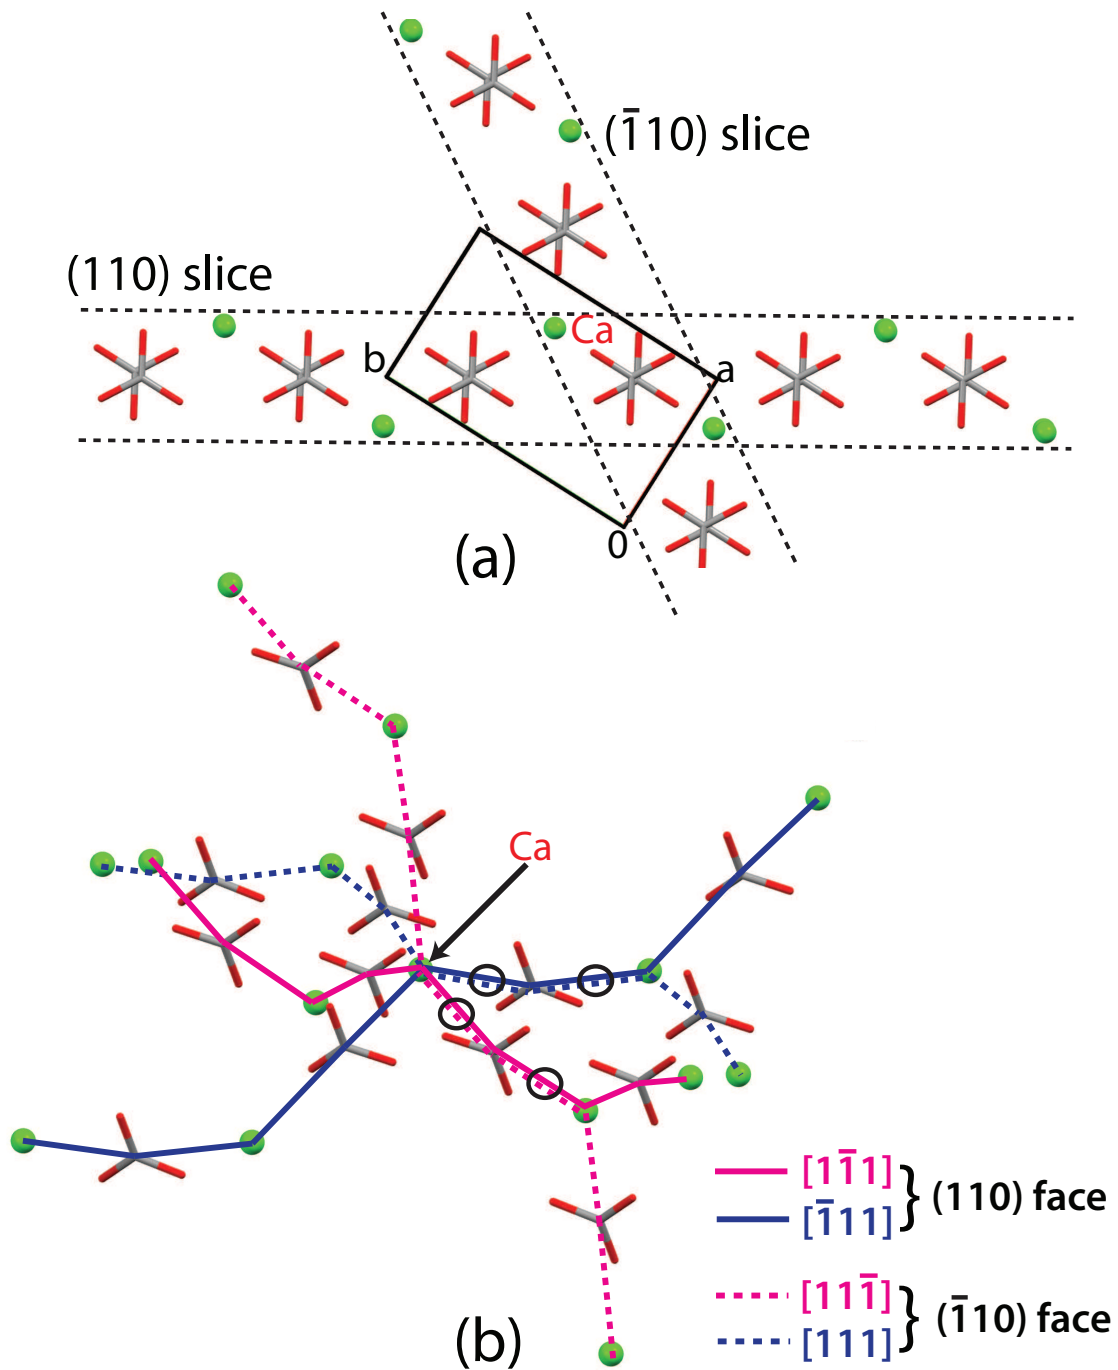 (1̄10) slice
(110) slice
Ca
b
a
0
(a)
Ca
[11̄1]
[1̄11]
} (110) face
[111̄]
[111]
} (1̄10) face
(b)